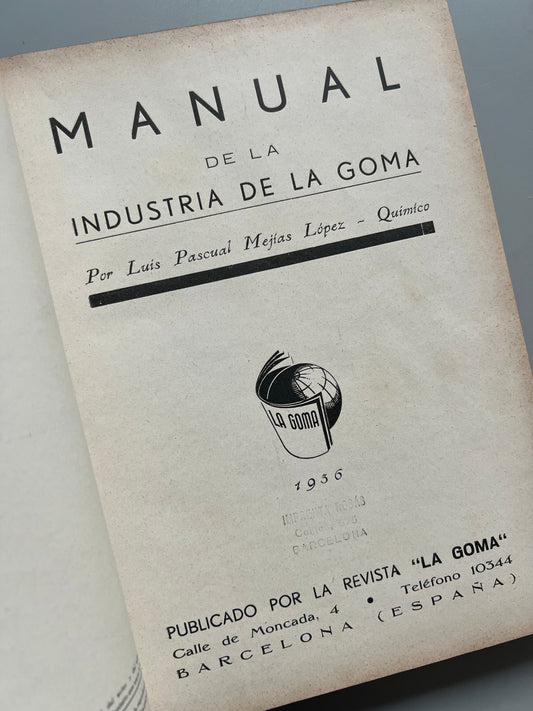 MANUAL
DE LA
INDUSTRIA DE LA GOMA
Por Luis Pascual Mejías López - Químico
LA GOMA
1936
IMPRENTA
BARCELONA
PUBLICADO POR LA REVISTA "LA GOMA"
Calle de Moncada, 4 • Teléfono 10344
BARCELONA (ESPAÑA)